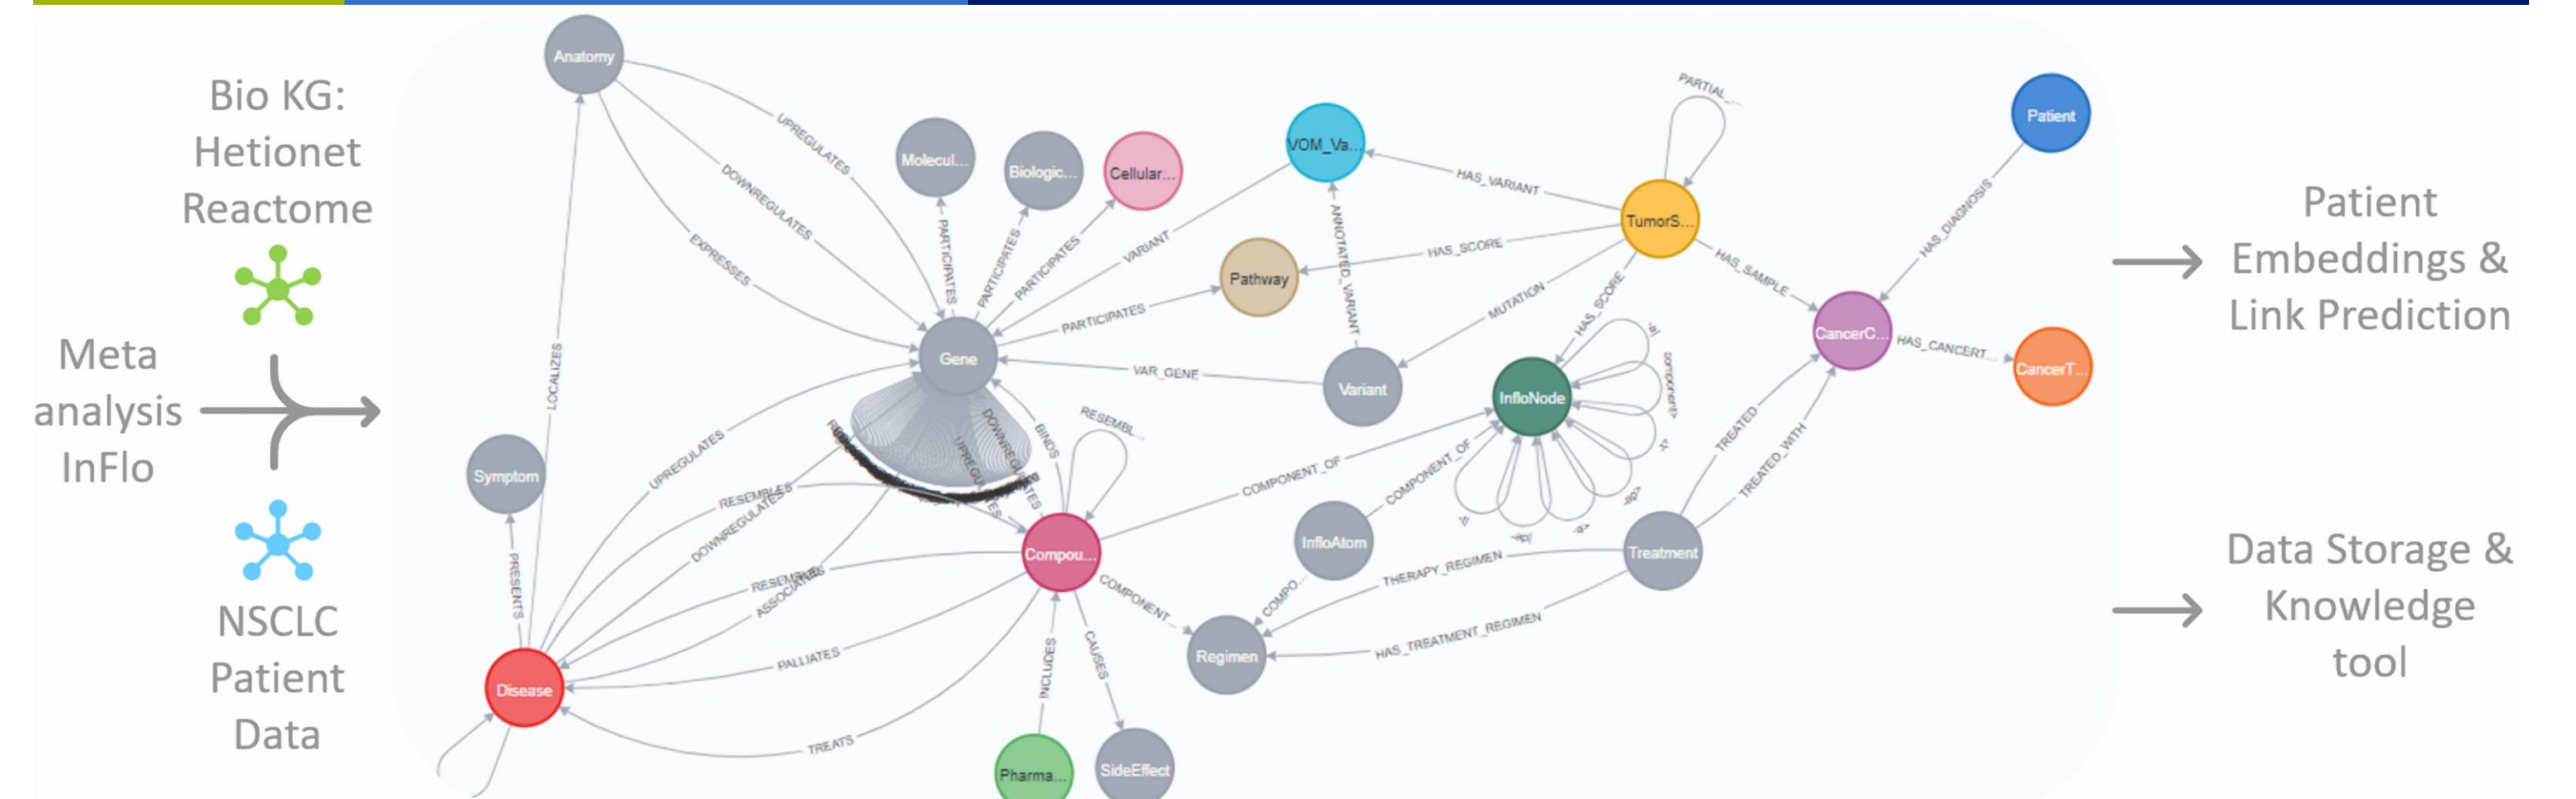 Bio KG:
Hetionet
Reactome
Meta
analysis
InFlo
NSCLC
Patient
Data
Anatomy
UPREGULATES
DOWNREGULATES
EXPRESSES
LOCALIZES
Molecul...
Biologic...
Cellular...
PARTICIPATES
PARTICIPATES
PARTICIPATES
VARIANT
PARTICIPATES
Gene
VAR_GENE
VOM_Va...
ANNOTATED_VARIANT
Pathway
Variant
HAS_VARIANT
HAS_SCORE
MUTATION
HAS_SCORE
PARTIAL_...
TumorS...
HAS_SAMPLE
Patient
HAS_DIAGNOSIS
CancerC...
HAS_CANCERT...
CancerT...
InfloNode
component>
TREATED
TREATED_WITH
Treatment
THERAPY_REGIMEN
HAS_TREATMENT_REGIMEN
InfloAtom
COMPONENT_OF
COMPONENT_OF
COMPO...
Regimen
COMPONENT_...
Compou...
RESEMBL...
BINDS
DOWNREGULATES
UPREGULATES
Symptom
PRESENTS
Disease
UPREGULATES
RESEMBLES
DOWNREGULATES
RESEMBLES
ASSOCIATES
PALLIATES
TREATS
INCLUDES
CAUSES
Pharma...
SideEffect
Patient
Embeddings &
Link Prediction
Data Storage &
Knowledge
tool